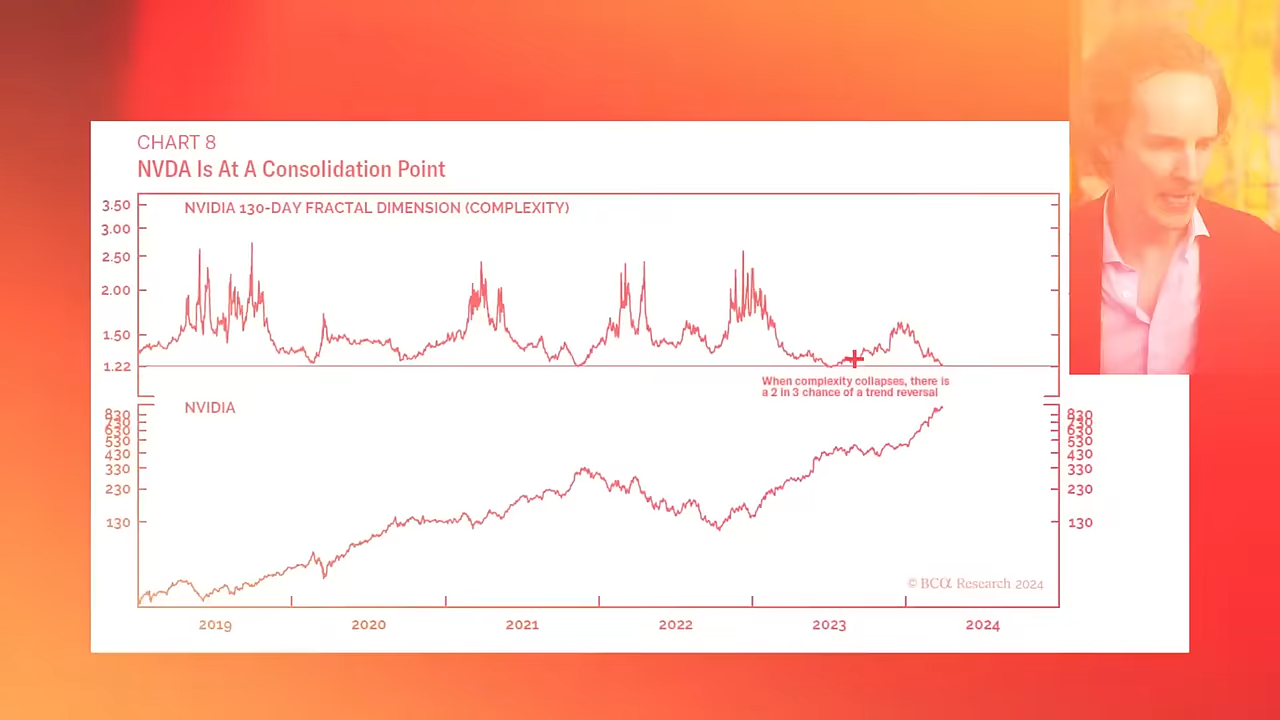 CHART 8
NVDA Is At A Consolidation Point
NVIDIA 130-DAY FRACTAL DIMENSION (COMPLEXITY)
3.50
3.00
2.50
2.00
1.50
1.22
When complexity collapses, there is
a 2 in 3 chance of a trend reversal
NVIDIA
830 830
730 730
630 630
530 530
430 430
330 330
230 230
130 130
© BCα Research 2024
2019 2020 2021 2022 2023 2024